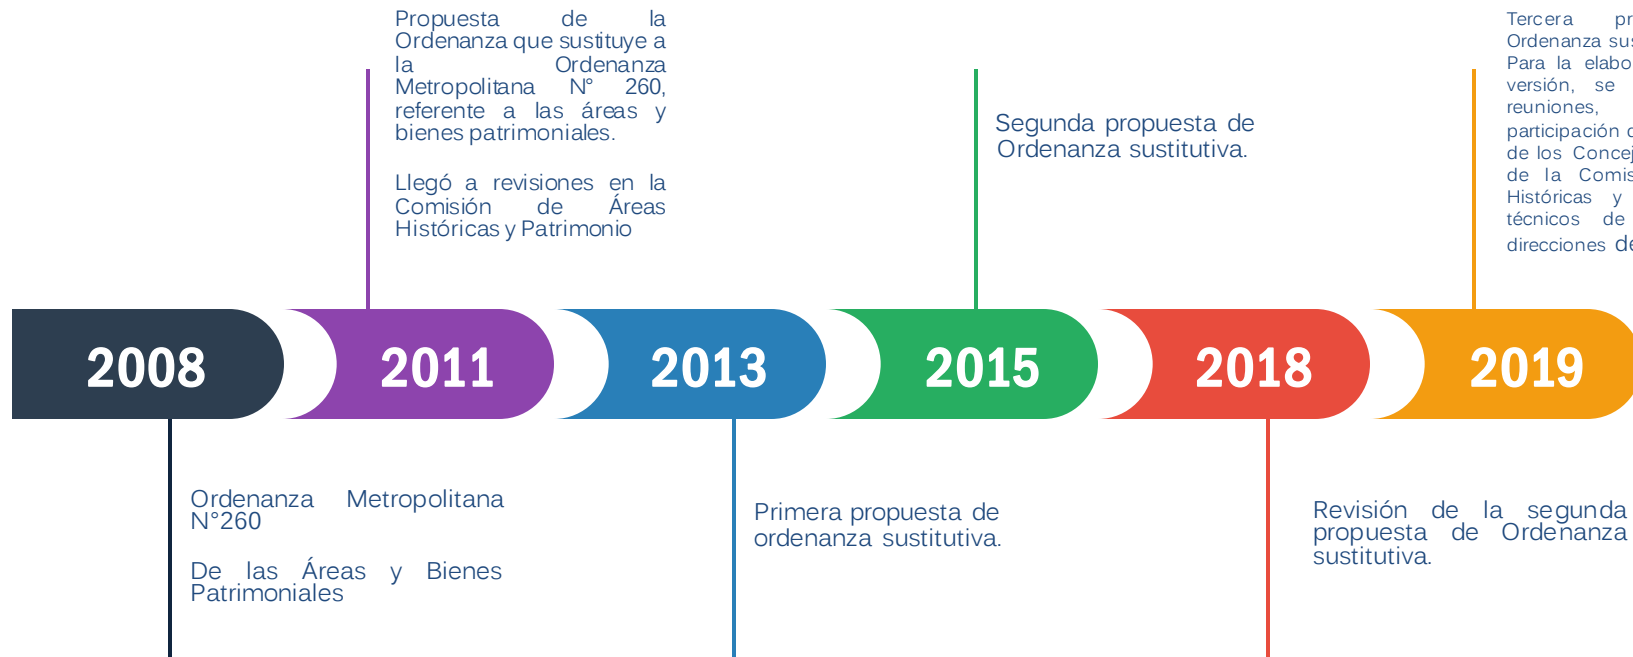 Propuesta de la
Ordenanza que sustituye a
la Ordenanza
Metropolitana N° 260,
referente a las áreas y
bienes patrimoniales.
Llegó a revisiones en la
Comisión de Áreas
Históricas y Patrimonio
Segunda propuesta de
Ordenanza sustitutiva.
Tercera
Ordenanza
Para la
versión, se
reuniones,
participación
de los
de la
Históricas y
técnicos de
direcciones
2008
2011
2013
2015
2018
2019
Ordenanza Metropolitana
N°260
De las Áreas y Bienes
Patrimoniales
Primera propuesta de
ordenanza sustitutiva.
Revisión de la segunda
propuesta de Ordenanza
sustitutiva.